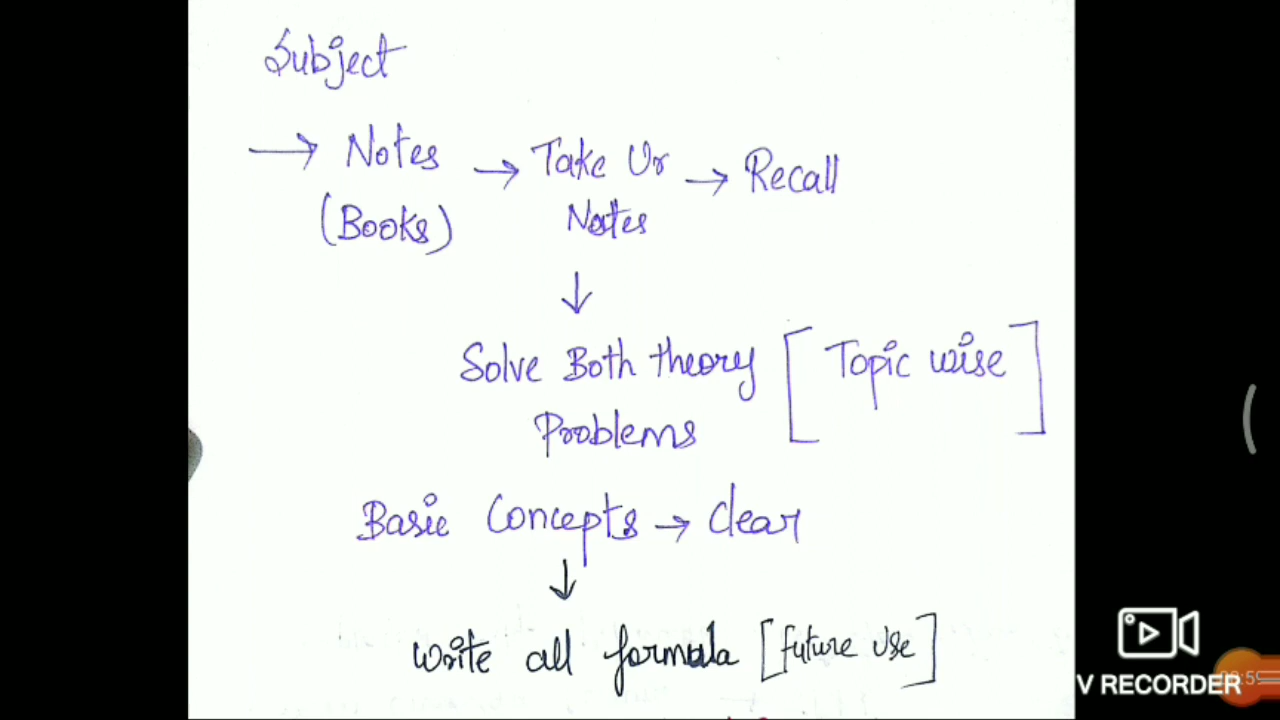 Subject
→ Notes → Take Ur → Recall
(Books) Notes
↓
Solve Both theory [Topic wise]
Problems
Basic Concepts → Clear
↓
Write all formula [future use]
V RECORDER